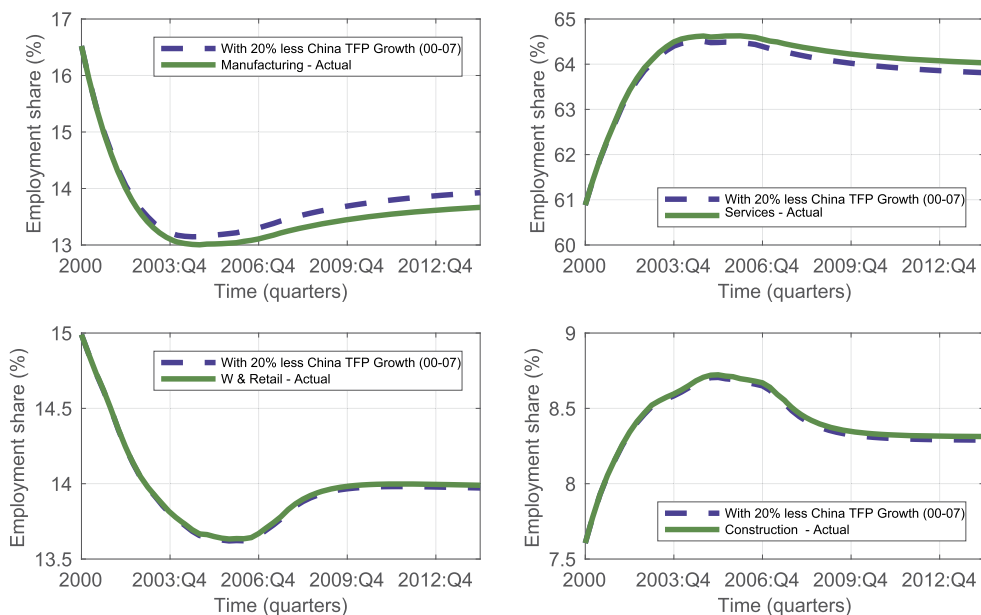 17
16
15
14
13
Employment share (%)
With 20% less China TFP Growth (00-07)
Manufacturing - Actual
2000
2003:Q4
2006:Q4
2009:Q4
2012:Q4
Time (quarters)
65
64
63
62
61
60
Employment share (%)
With 20% less China TFP Growth (00-07)
Services - Actual
2000
2003:Q4
2006:Q4
2009:Q4
2012:Q4
Time (quarters)
15
14.5
14
13.5
Employment share (%)
With 20% less China TFP Growth (00-07)
W & Retail - Actual
2000
2003:Q4
2006:Q4
2009:Q4
2012:Q4
Time (quarters)
9
8.5
8
7.5
Employment share (%)
With 20% less China TFP Growth (00-07)
Construction - Actual
2000
2003:Q4
2006:Q4
2009:Q4
2012:Q4
Time (quarters)